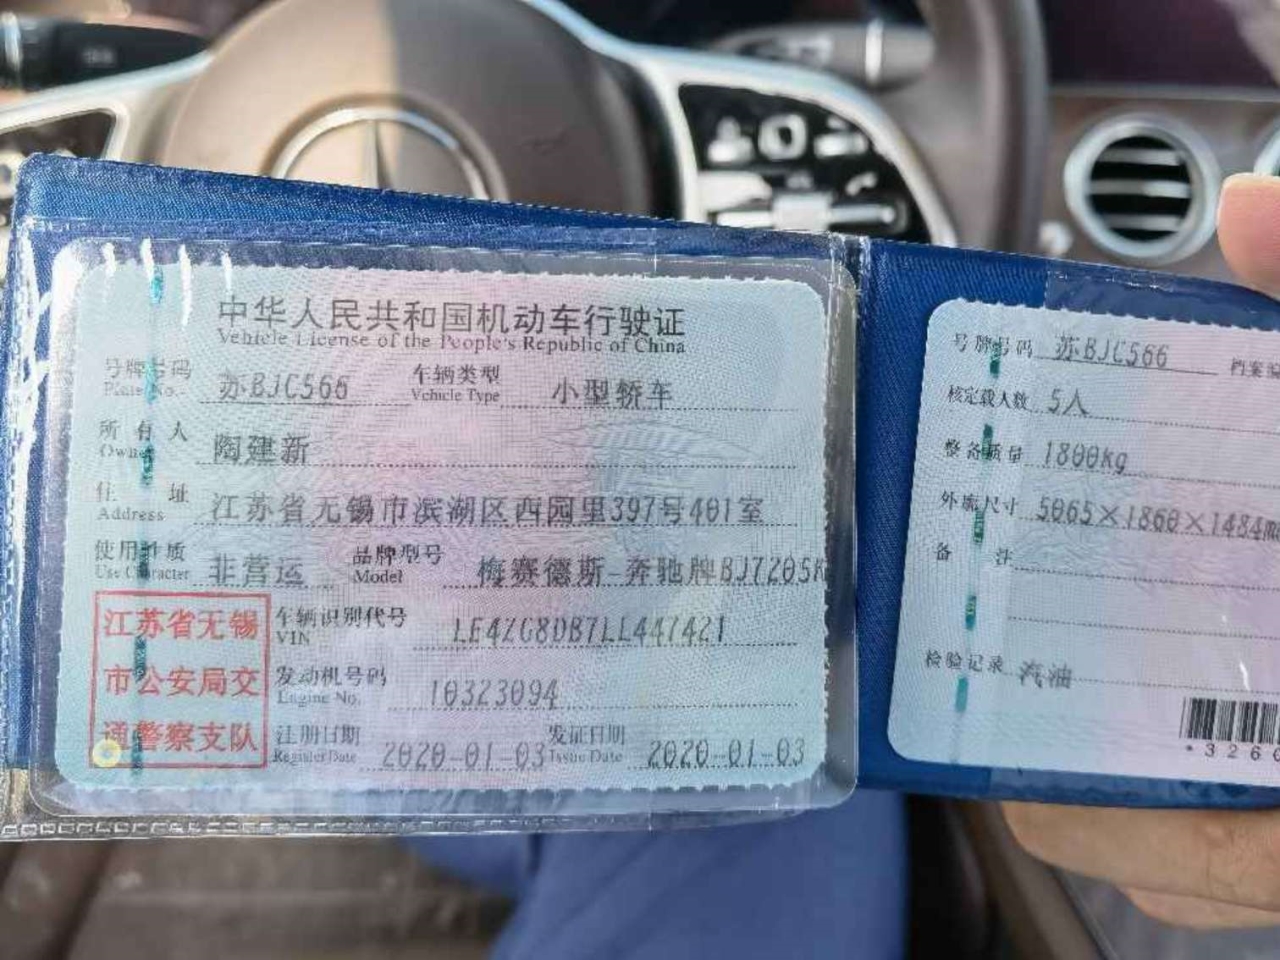 中华人民共和国机动车行驶证
Vehicle License of the People's Republic of China
号牌号码 苏BJC566 车辆类型 小型轿车
Plate No. Vehicle Type
所有人 陶建新
Owner
住址 江苏省无锡市滨湖区西园里397号401室
Address
使用性质 非营运 品牌型号 梅赛德斯-奔驰牌BJ7205K
Use Character Model
江苏省无锡
市公安局交
通警察支队
车辆识别代号 LE4ZG8DB7LL447421
VIN
发动机号码 10323094
Engine No.
注册日期 2020-01-03 发证日期 2020-01-03
Register Date Issue Date
号牌号码 苏BJC566 档案编
核定载人数 5人
整备质量 1800kg
外廓尺寸 5065×1860×1484
备注
检验记录 汽油
*3260